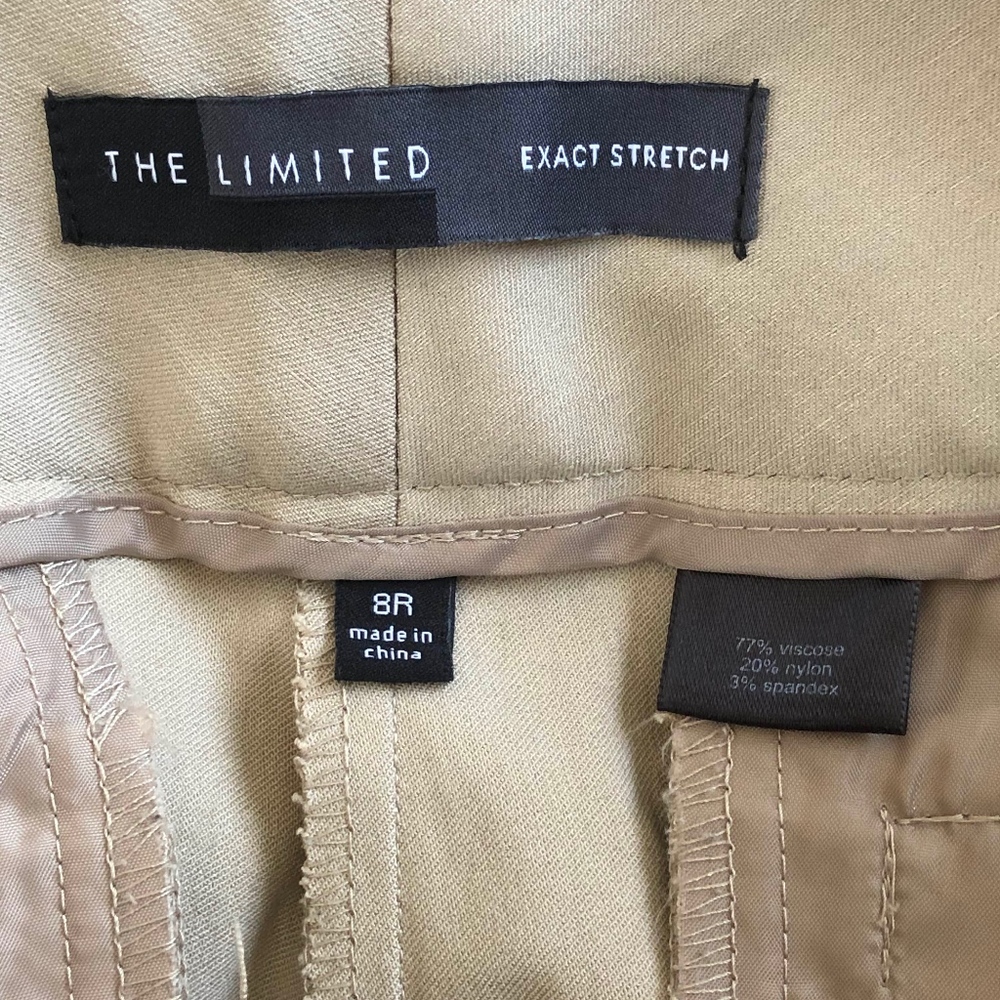 THE LIMITED EXACT STRETCH
8R
made in
china
77% viscose
20% nylon
3% spandex